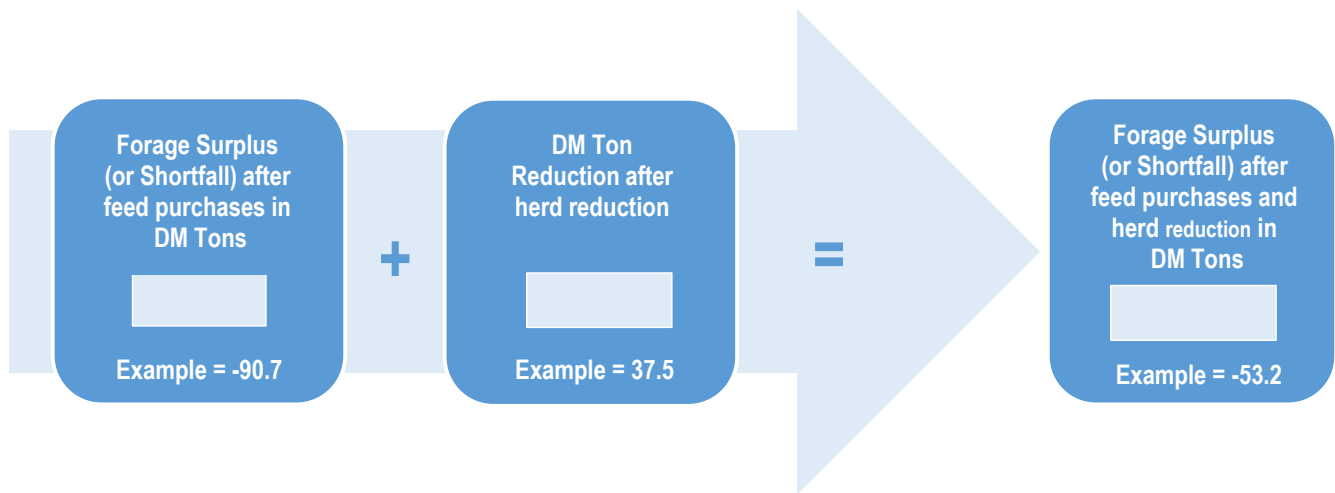 Forage Surplus
(or Shortfall) after
feed purchases in
DM Tons
Example = -90.7
+
DM Ton
Reduction after
herd reduction
Example = 37.5
=
Forage Surplus
(or Shortfall) after
feed purchases and
herd reduction in
DM Tons
Example = -53.2